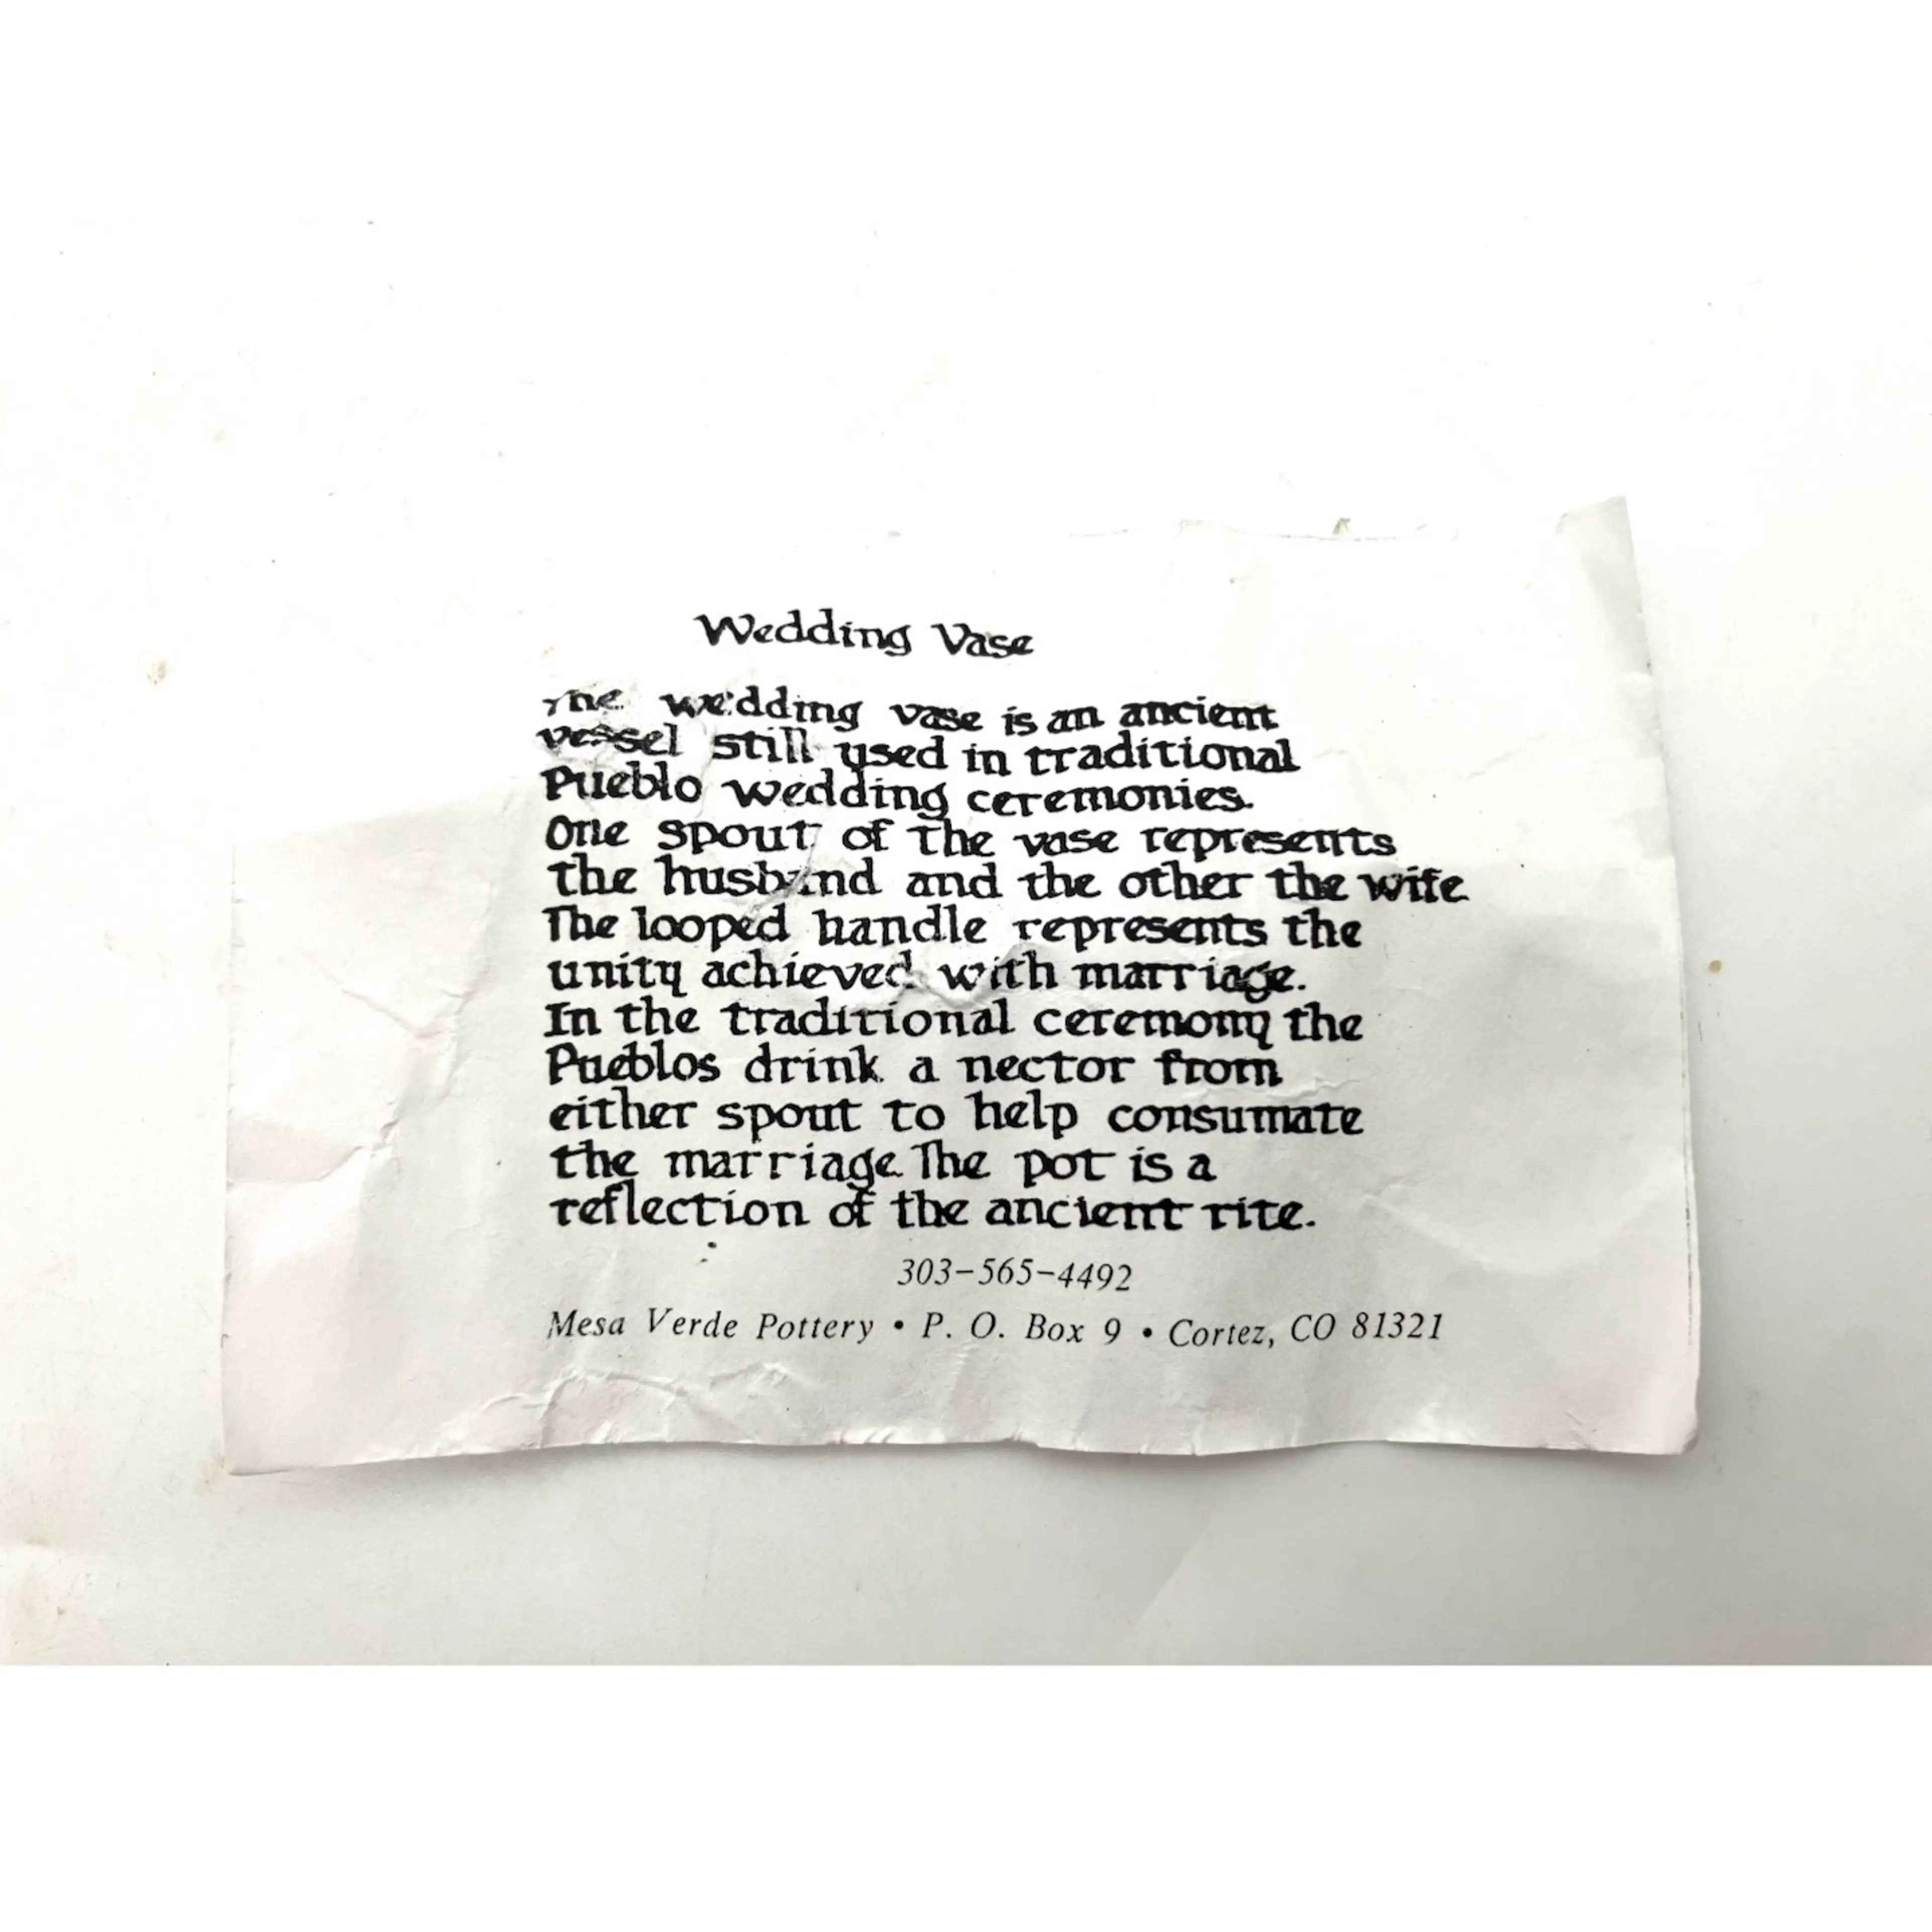 Wedding Vase
The wedding vase is an ancient
vessel still used in traditional
Pueblo wedding ceremonies.
One spout of the vase represents
the husband and the other the wife
The looped handle represents the
unity achieved with marriage.
In the traditional ceremony the
Pueblos drink a nector from
either spout to help consumate
the marriage. The pot is a
reflection of the ancient rite.
303-565-4492
Mesa Verde Pottery • P. O. Box 9 • Cortez, CO 81321